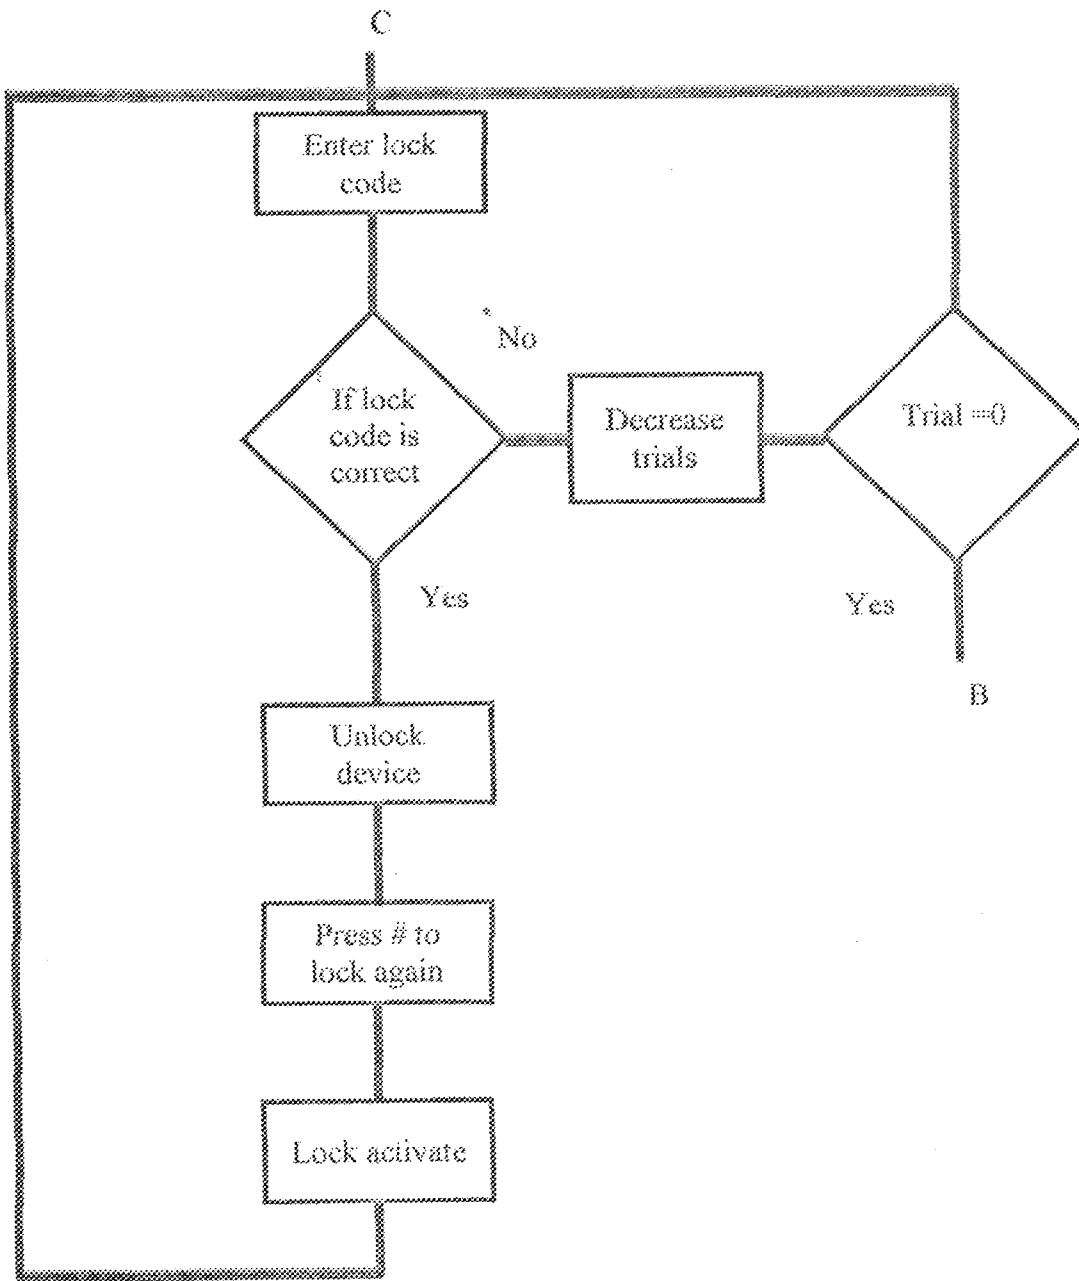 C
Enter lock
code
No
If lock
code is
correct
Decrease
trials
Trial =0
Yes
Yes
B
Unlock
device
Press # to
lock again
Lock activate